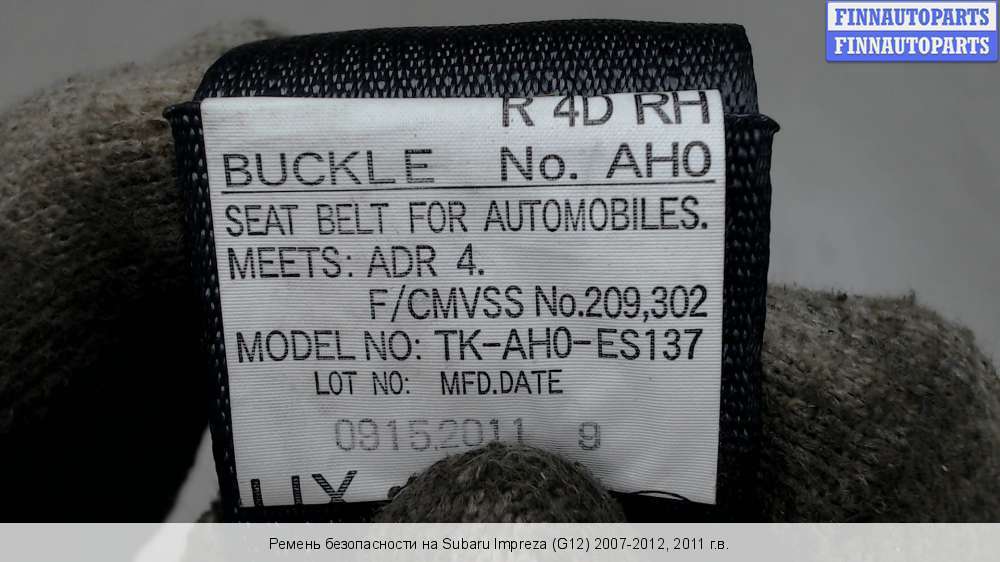 FINNAUTOPARTS
FINNAUTOPARTS
R 4D RH
BUCKLE No. AH0
SEAT BELT FOR AUTOMOBILES.
MEETS: ADR 4.
F/CMVSS No.209,302
MODEL NO: TK-AH0-ES137
LOT NO: MFD.DATE
0915.2011 9
Ремень безопасности на Subaru Impreza (G12) 2007-2012, 2011 г.в.